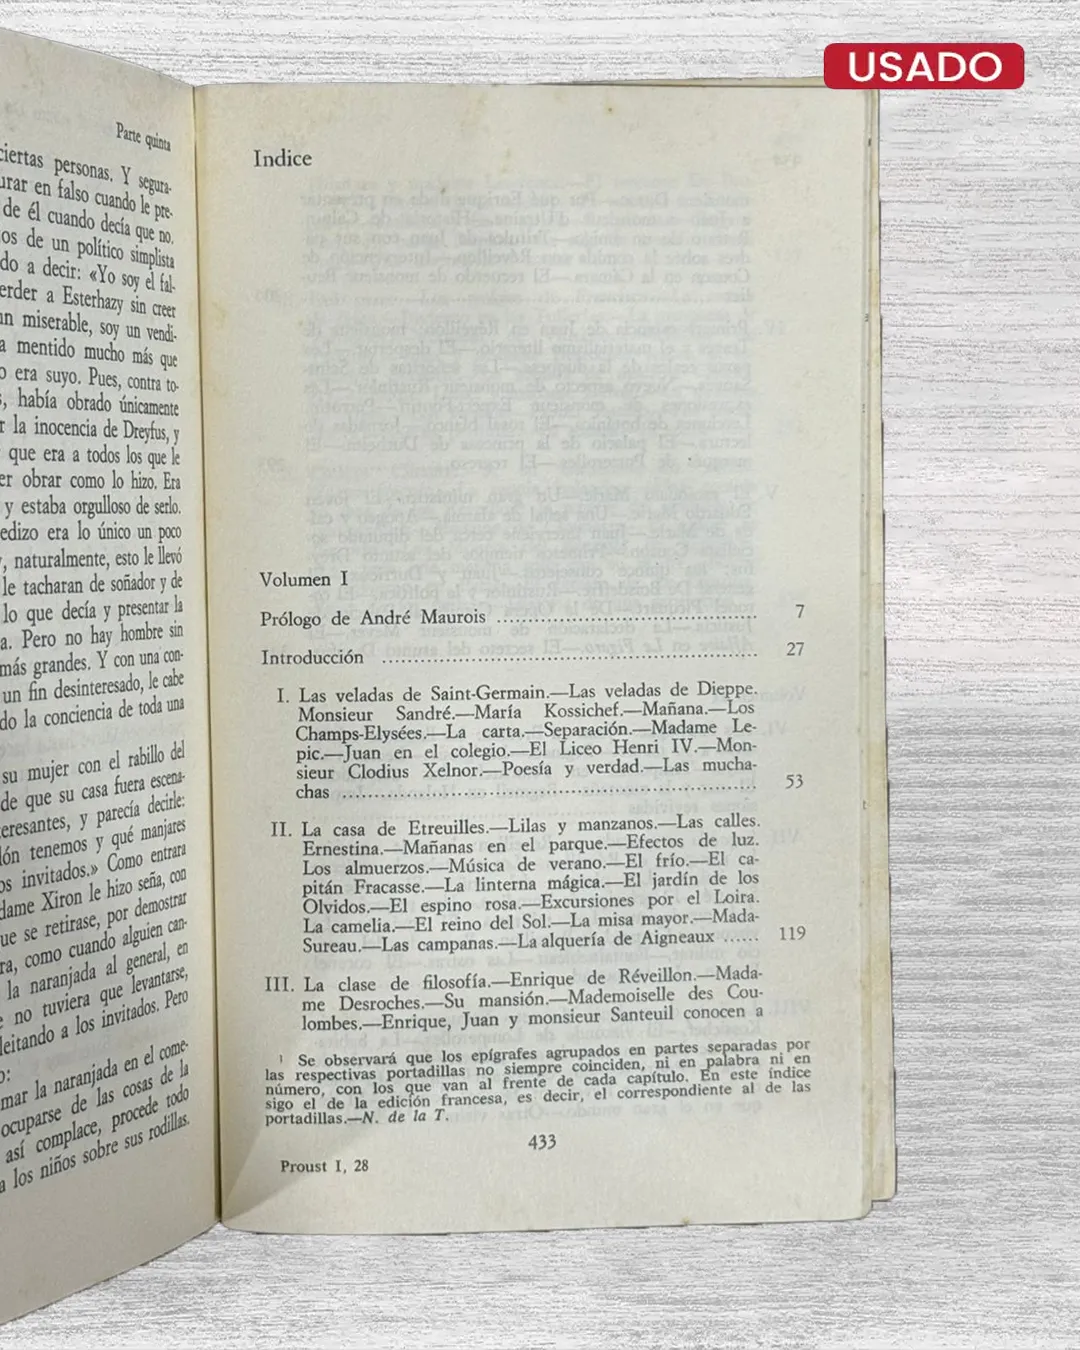 USADO
Parte quinta
ciertas personas. Y segura-
urar en falso cuando le pre-
de él cuando decía que no.
os de un político simplista
do a decir: «Yo soy el fal-
erder a Esterhazy sin creer
un miserable, soy un vendi-
a mentido mucho más que
o era suyo. Pues, contra to-
s, había obrado únicamente
r la inocencia de Dreyfus, y
que era a todos los que le
er obrar como lo hizo. Era
y estaba orgulloso de serlo.
edizo era lo único un poco
, naturalmente, esto le llevó
le tacharan de soñador y de
lo que decía y presentar la
a. Pero no hay hombre sin
más grandes. Y con una con-
un fin desinteresado, le cabe
do la conciencia de toda una
su mujer con el rabillo del
de que su casa fuera escena-
eresantes, y parecía decirle:
lón tenemos y qué manjares
os invitados.» Como entrara
dame Xiron le hizo seña, con
ue se retirase, por demostrar
ra, como cuando alguien can-
la naranjada al general, en
e no tuviera que levantarse,
leitando a los invitados. Pero
o:
mar la naranjada en el come-
ocuparse de las cosas de la
así complace, procede todo
a los niños sobre sus rodillas.
Indice
Volumen I
Prólogo de André Maurois ........................................ 7
Introducción ........................................................ 27
I. Las veladas de Saint-Germain.—Las veladas de Dieppe.
Monsieur Sandré.—María Kossichef.—Mañana.—Los
Champs-Elysées.—La carta.—Separación.—Madame Le-
pic.—Juan en el colegio.—El Liceo Henri IV.—Mon-
sieur Clodius Xelnor.—Poesía y verdad.—Las mucha-
chas ................................................................ 53
II. La casa de Etreuilles.—Lilas y manzanos.—Las calles.
Ernestina.—Mañanas en el parque.—Efectos de luz.
Los almuerzos.—Música de verano.—El frío.—El ca-
pitán Fracasse.—La linterna mágica.—El jardín de los
Olvidos.—El espino rosa.—Excursiones por el Loira.
La camelia.—El reino del Sol.—La misa mayor.—Mada-
Sureau.—Las campanas.—La alquería de Aigneaux ...... 119
III. La clase de filosofía.—Enrique de Réveillon.—Mada-
me Desroches.—Su mansión.—Mademoiselle des Cou-
lombes.—Enrique, Juan y monsieur Santeuil conocen a
1 Se observará que los epígrafes agrupados en partes separadas por
las respectivas portadillas no siempre coinciden, ni en palabra ni en
número, con los que van al frente de cada capítulo. En este índice
sigo el de la edición francesa, es decir, el correspondiente al de las
portadillas.—N. de la T.
433
Proust I, 28